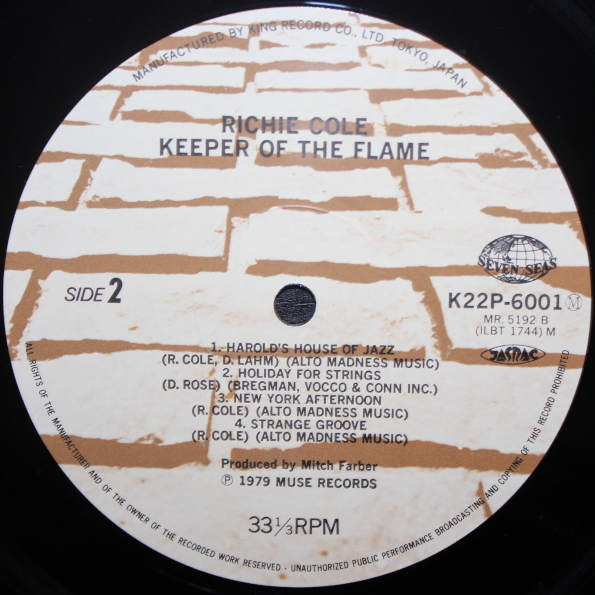 MANUFACTURED BY KING RECORD CO., LTD. TOKYO, JAPAN
RICHIE COLE
KEEPER OF THE FLAME
SEVEN SEAS
SIDE 2
K22P-6001 Ⓜ
MR. 5192 B
(ILBT 1744) M
JASRAC
1. HAROLD'S HOUSE OF JAZZ
(R. COLE, D. LAHM) (ALTO MADNESS MUSIC)
2. HOLIDAY FOR STRINGS
(D. ROSE) (BREGMAN, VOCCO & CONN INC.)
3. NEW YORK AFTERNOON
(R. COLE) (ALTO MADNESS MUSIC)
4. STRANGE GROOVE
(R. COLE) (ALTO MADNESS MUSIC)
Produced by Mitch Farber
Ⓟ 1979 MUSE RECORDS
33 1/3 RPM
ALL RIGHTS OF THE MANUFACTURER AND OF THE OWNER OF THE RECORDED WORK RESERVED - UNAUTHORIZED PUBLIC PERFORMANCE BROADCASTING AND COPYING OF THIS RECORD PROHIBITED